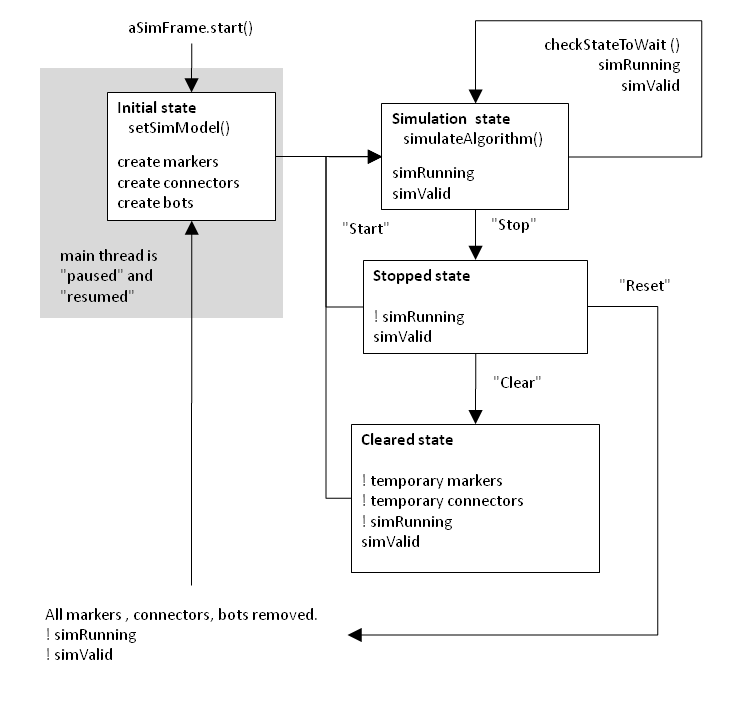 aSimFrame.start()
checkStateToWait ()
simRunning
simValid
Initial state
setSimModel()
create markers
create connectors
create bots
Simulation state
simulateAlgorithm()
simRunning
simValid
"Start"
"Stop"
main thread is
"paused" and
"resumed"
Stopped state
! simRunning
simValid
"Reset"
"Clear"
Cleared state
! temporary markers
! temporary connectors
! simRunning
simValid
All markers , connectors, bots removed.
! simRunning
! simValid